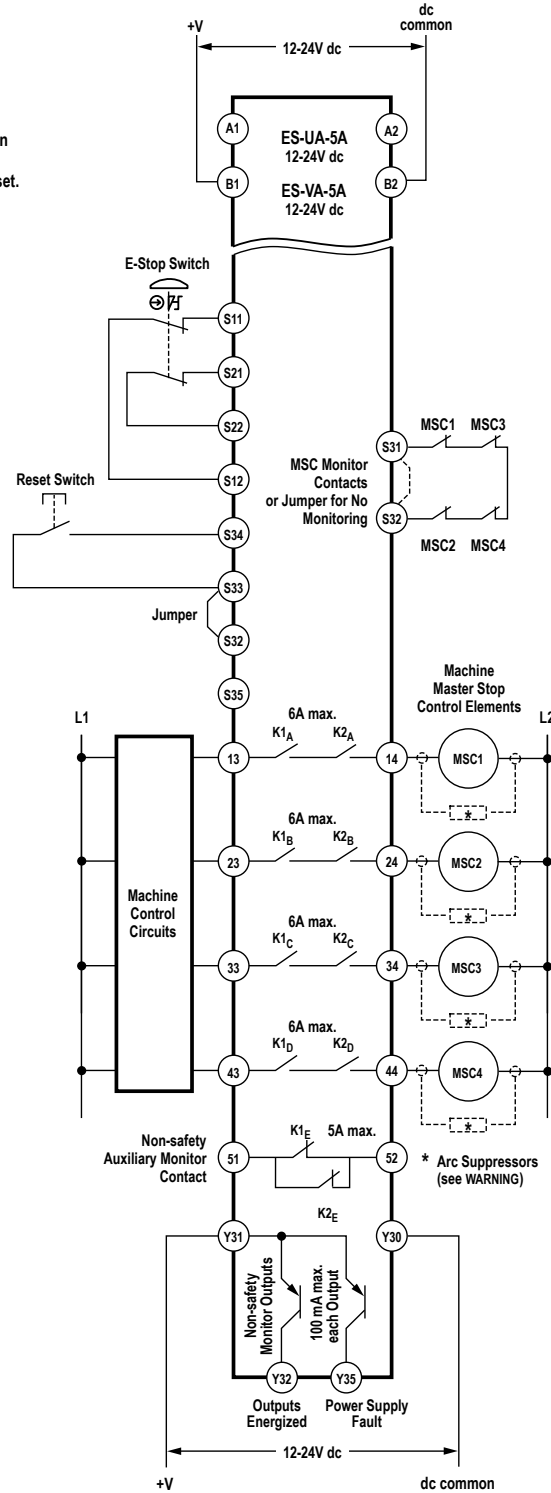 +V
dc
common
12-24V dc
n
set.
A1
A2
ES-UA-5A
12-24V dc
B1
B2
ES-VA-5A
12-24V dc
E-Stop Switch
S11
S21
S22
S12
MSC1 MSC3
S31
MSC Monitor
Contacts
or Jumper for No
Monitoring
S32
MSC2 MSC4
Reset Switch
S34
S33
Jumper
S32
S35
Machine
Master Stop
Control Elements
L1
L2
6A max.
K1A K2A
13
14
MSC1
*
6A max.
K1B K2B
23
24
MSC2
*
Machine
Control
Circuits
6A max.
K1C K2C
33
34
MSC3
*
6A max.
K1D K2D
43
44
MSC4
*
Non-safety
Auxiliary Monitor
Contact
51
K1E 5A max.
52
K2E
* Arc Suppressors
(see WARNING)
Y31
Y30
Non-safety
Monitor Outputs
100 mA max.
each Output
Y32
Y35
Outputs
Energized
Power Supply
Fault
12-24V dc
+V
dc common